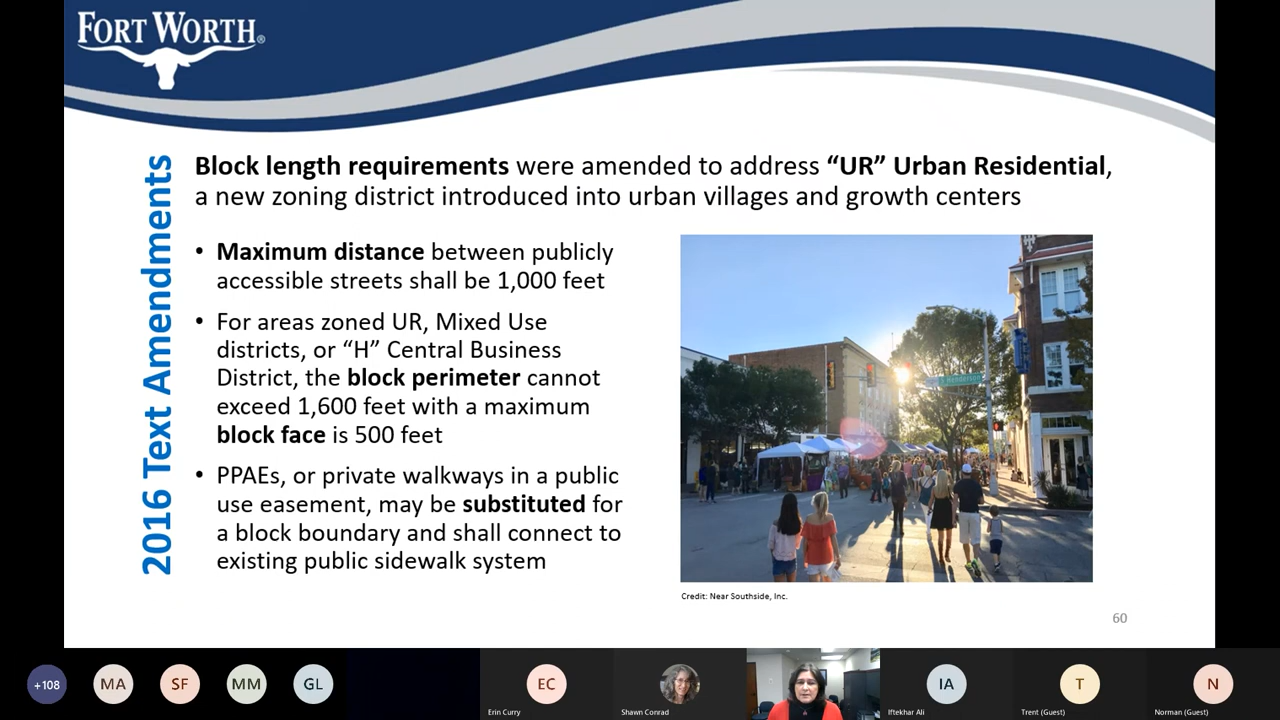 FORT WORTH®
2016 Text Amendments
Block length requirements were amended to address “UR” Urban Residential,
a new zoning district introduced into urban villages and growth centers
• Maximum distance between publicly
accessible streets shall be 1,000 feet
• For areas zoned UR, Mixed Use
districts, or “H” Central Business
District, the block perimeter cannot
exceed 1,600 feet with a maximum
block face is 500 feet
• PPAEs, or private walkways in a public
use easement, may be substituted for
a block boundary and shall connect to
existing public sidewalk system
Henderson
Credit: Near Southside, Inc.
60
+108
MA
SF
MM
GL
EC
IA
T
N
Erin Curry
Shawn Conrad
Iftekhar Ali
Trent (Guest)
Norman (Guest)